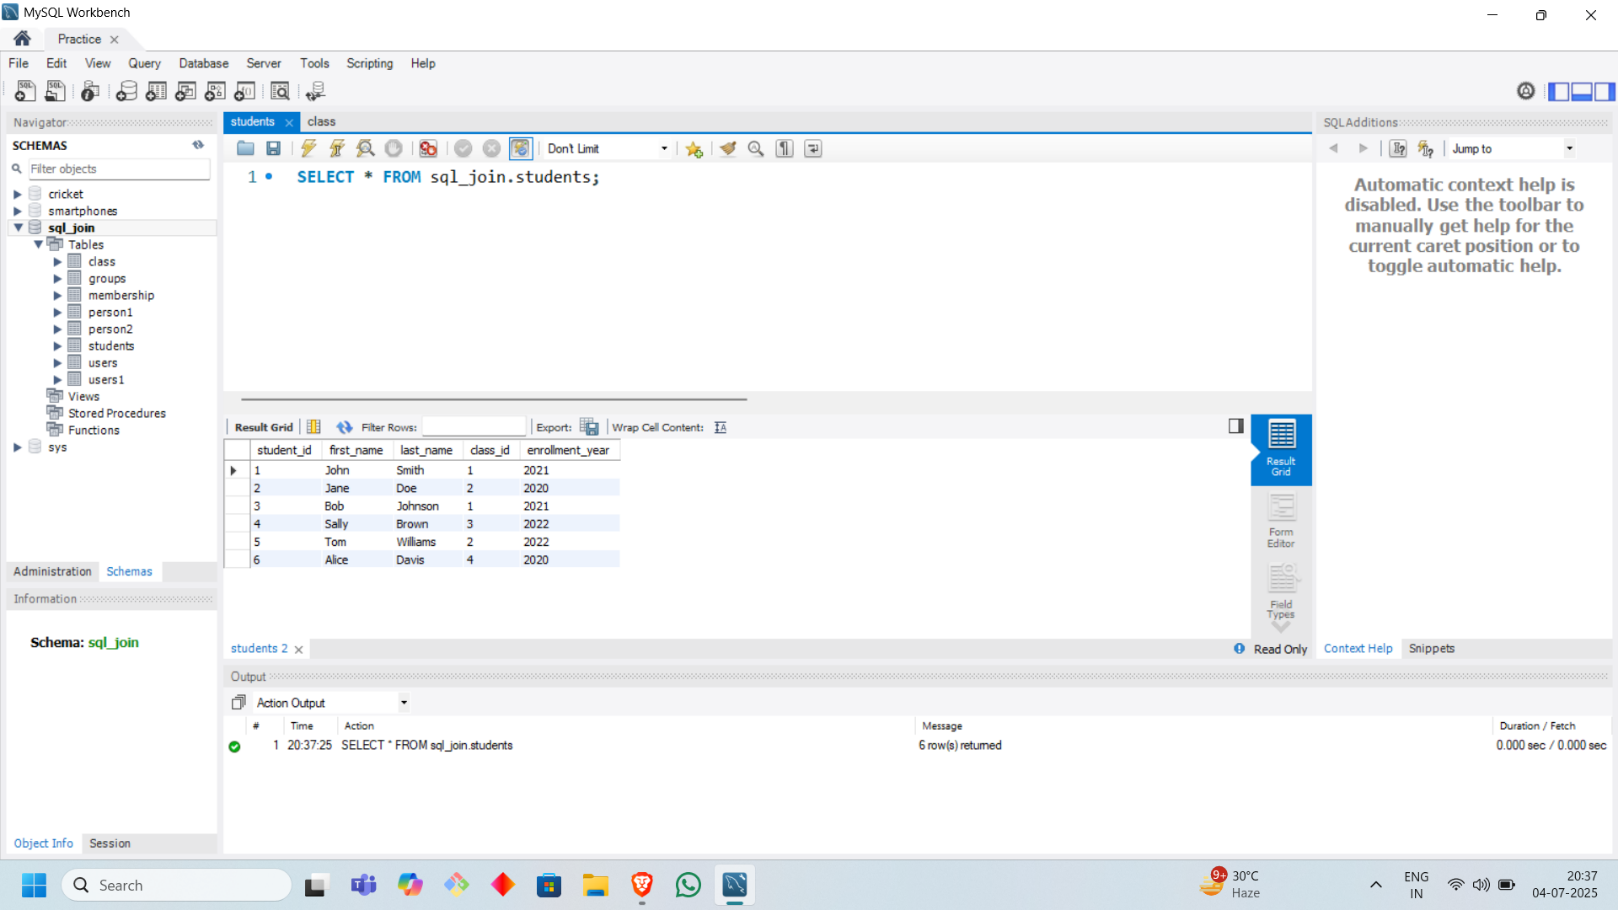 MySQL Workbench
Practice
File Edit View Query Database Server Tools Scripting Help
Navigator
SCHEMAS
Filter objects
cricket
smartphones
sql_join
Tables
class
groups
membership
person1
person2
students
users
users1
Views
Stored Procedures
Functions
sys
Administration Schemas
Information
Schema: sql_join
Object Info Session
students class
Don't Limit
1 SELECT * FROM sql_join.students;
Result Grid Filter Rows: Export: Wrap Cell Content:
student_id first_name last_name class_id enrollment_year
1 John Smith 1 2021
2 Jane Doe 2 2020
3 Bob Johnson 1 2021
4 Sally Brown 3 2022
5 Tom Williams 2 2022
6 Alice Davis 4 2020
Result
Grid
Form
Editor
Field
Types
students 2
Read Only
SQLAdditions
Jump to
Automatic context help is
disabled. Use the toolbar to
manually get help for the
current caret position or to
toggle automatic help.
Context Help Snippets
Output
Action Output
# Time Action Message Duration / Fetch
1 20:37:25 SELECT * FROM sql_join.students 6 row(s) returned 0.000 sec / 0.000 sec
Search
9+
30°C
Haze
ENG
IN
20:37
04-07-2025